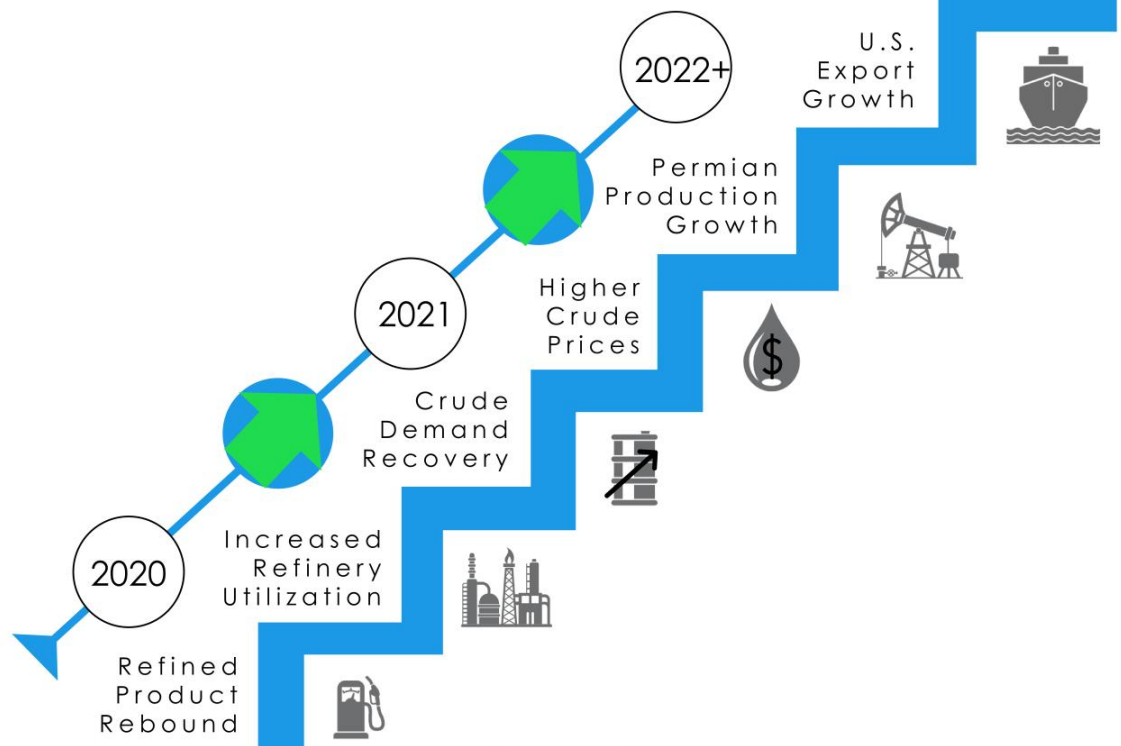 2022+
U.S.
Export
Growth
Permian
Production
Growth
2021
Higher
Crude
Prices
$
Crude
Demand
Recovery
2020
Increased
Refinery
Utilization
Refined
Product
Rebound